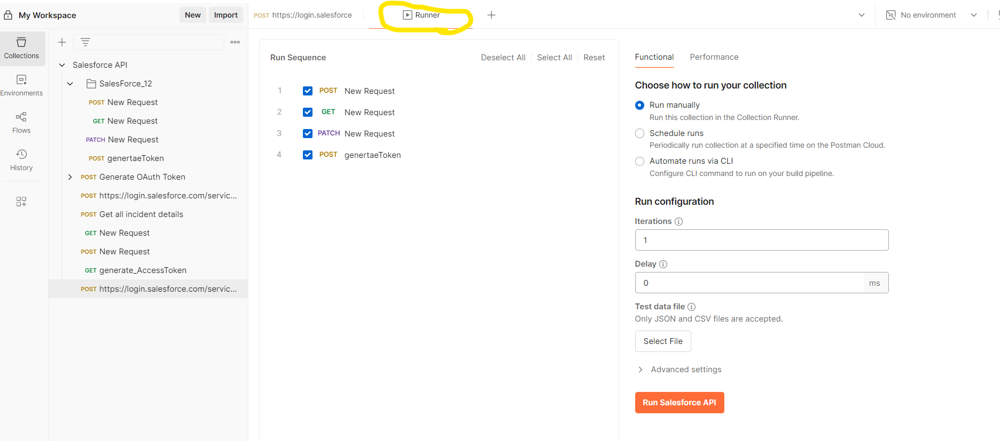 My Workspace
New
Import
POST https://login.salesforce
Runner
No environment
Collections
Environments
Flows
History
Salesforce API
SalesForce_12
POST New Request
GET New Request
PATCH New Request
POST genertaeToken
POST Generate OAuth Token
POST https://login.salesforce.com/servic...
POST Get all incident details
GET New Request
POST New Request
GET generate_AccessToken
POST https://login.salesforce.com/servic...
Run Sequence
Deselect All
Select All
Reset
1 POST New Request
2 GET New Request
3 PATCH New Request
4 POST genertaeToken
Functional
Performance
Choose how to run your collection
Run manually
Run this collection in the Collection Runner.
Schedule runs
Periodically run collection at a specified time on the Postman Cloud.
Automate runs via CLI
Configure CLI command to run on your build pipeline.
Run configuration
Iterations
1
Delay
0 ms
Test data file
Only JSON and CSV files are accepted.
Select File
Advanced settings
Run Salesforce API